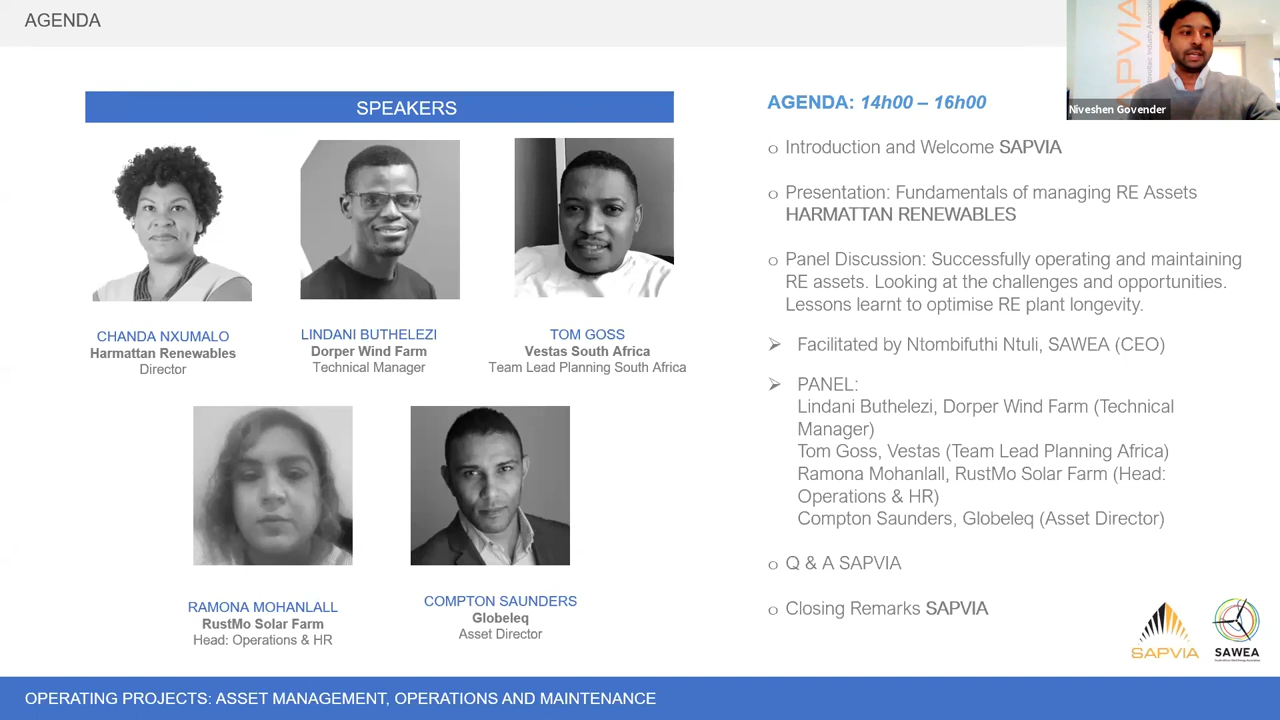 AGENDA
SPEAKERS
CHANDA NXUMALO
Harmattan Renewables
Director
LINDANI BUTHELEZI
Dorper Wind Farm
Technical Manager
TOM GOSS
Vestas South Africa
Team Lead Planning South Africa
RAMONA MOHANLALL
RustMo Solar Farm
Head: Operations & HR
COMPTON SAUNDERS
Globeleq
Asset Director
Niveshen Govender
AGENDA: 14h00 – 16h00
o Introduction and Welcome SAPVIA
o Presentation: Fundamentals of managing RE Assets
HARMATTAN RENEWABLES
o Panel Discussion: Successfully operating and maintaining
RE assets. Looking at the challenges and opportunities.
Lessons learnt to optimise RE plant longevity.
➢ Facilitated by Ntombifuthi Ntuli, SAWEA (CEO)
➢ PANEL:
Lindani Buthelezi, Dorper Wind Farm (Technical
Manager)
Tom Goss, Vestas (Team Lead Planning Africa)
Ramona Mohanlall, RustMo Solar Farm (Head:
Operations & HR)
Compton Saunders, Globeleq (Asset Director)
o Q & A SAPVIA
o Closing Remarks SAPVIA
SAPVIA
SAWEA
OPERATING PROJECTS: ASSET MANAGEMENT, OPERATIONS AND MAINTENANCE